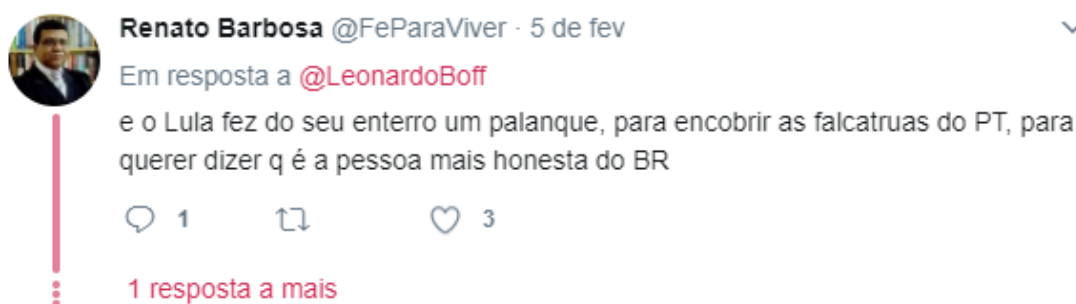 Renato Barbosa @FeParaViver · 5 de fev
Em resposta a @LeonardoBoff
e o Lula fez do seu enterro um palanque, para encobrir as falcatruas do PT, para
querer dizer q é a pessoa mais honesta do BR
1 3
1 resposta a mais